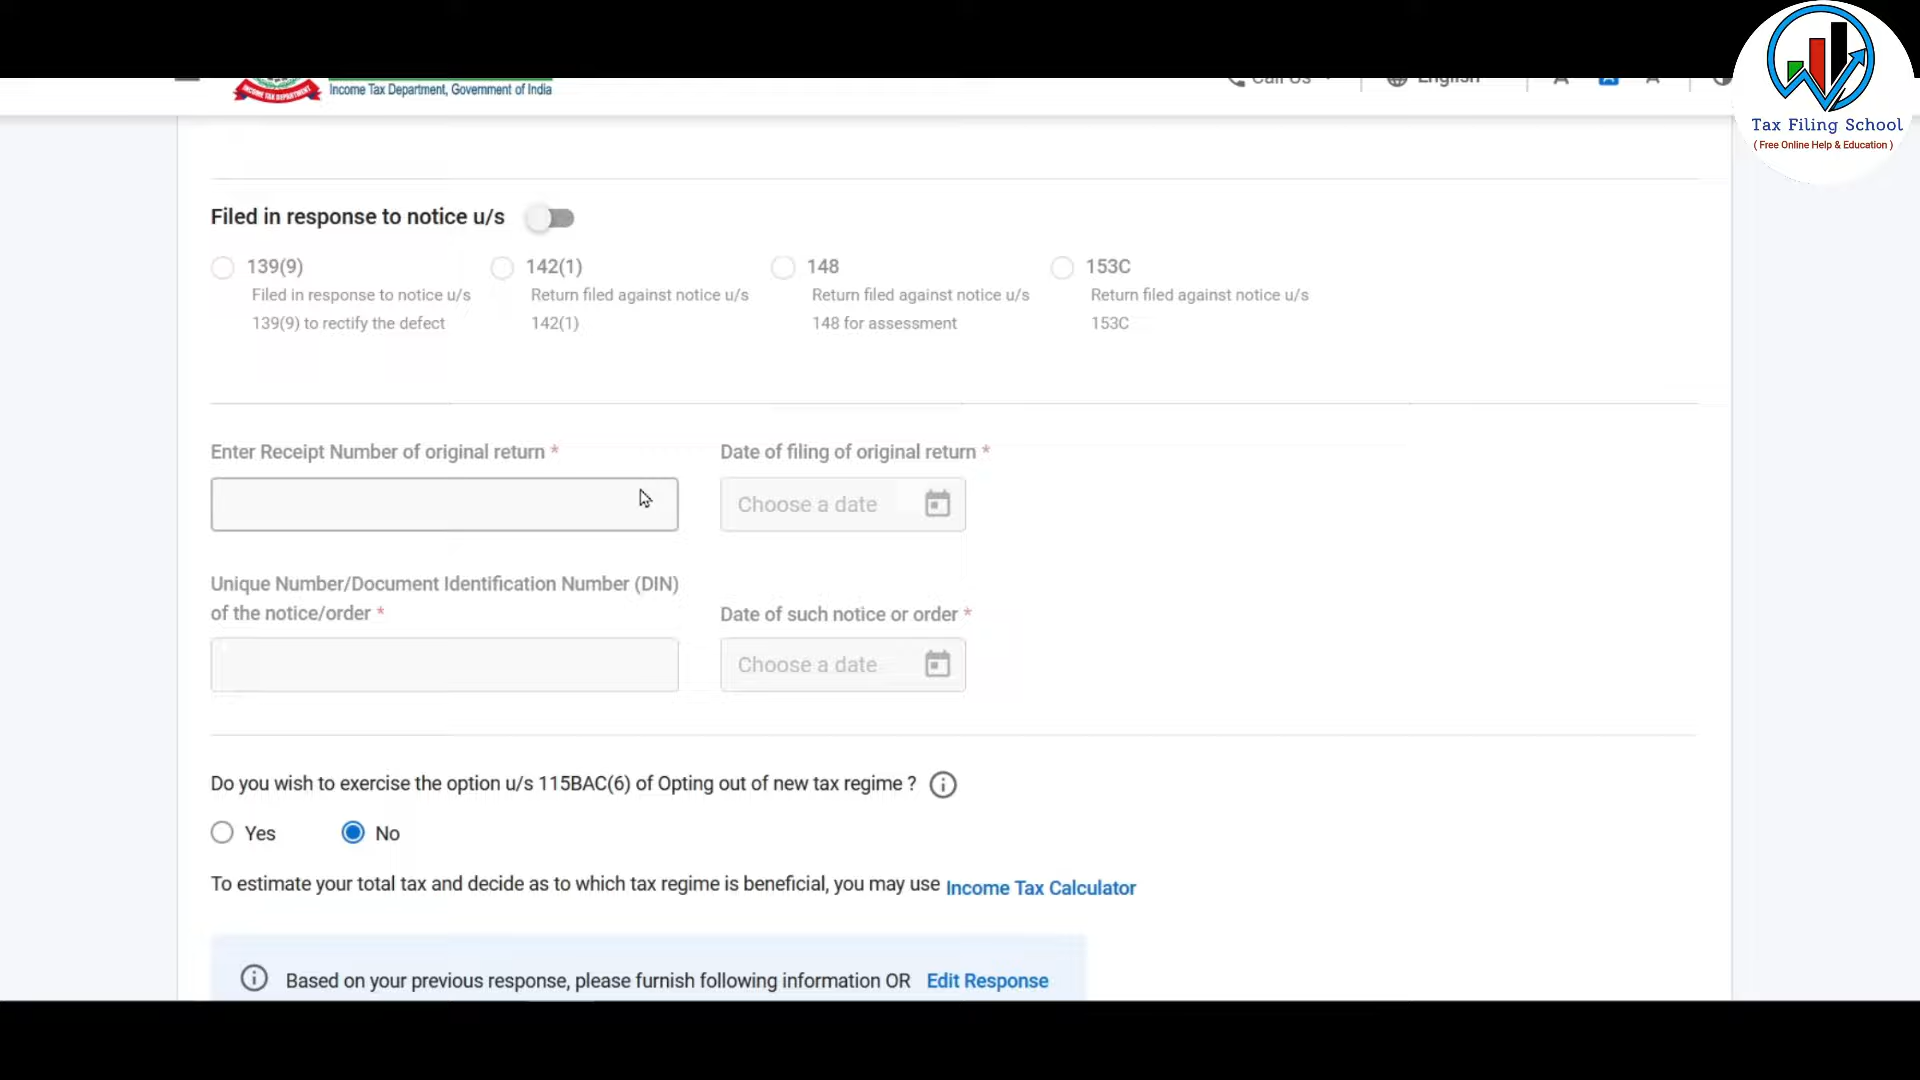 Call Us
English
Income Tax Department, Government of India
INCOME TAX DEPARTMENT
Tax Filing School
( Free Online Help & Education )
Filed in response to notice u/s
139(9)
Filed in response to notice u/s
139(9) to rectify the defect
142(1)
Return filed against notice u/s
142(1)
148
Return filed against notice u/s
148 for assessment
153C
Return filed against notice u/s
153C
Enter Receipt Number of original return *
Date of filing of original return *
Choose a date
Unique Number/Document Identification Number (DIN)
of the notice/order *
Date of such notice or order *
Choose a date
Do you wish to exercise the option u/s 115BAC(6) of Opting out of new tax regime ?
Yes
No
To estimate your total tax and decide as to which tax regime is beneficial, you may use Income Tax Calculator
Based on your previous response, please furnish following information OR Edit Response